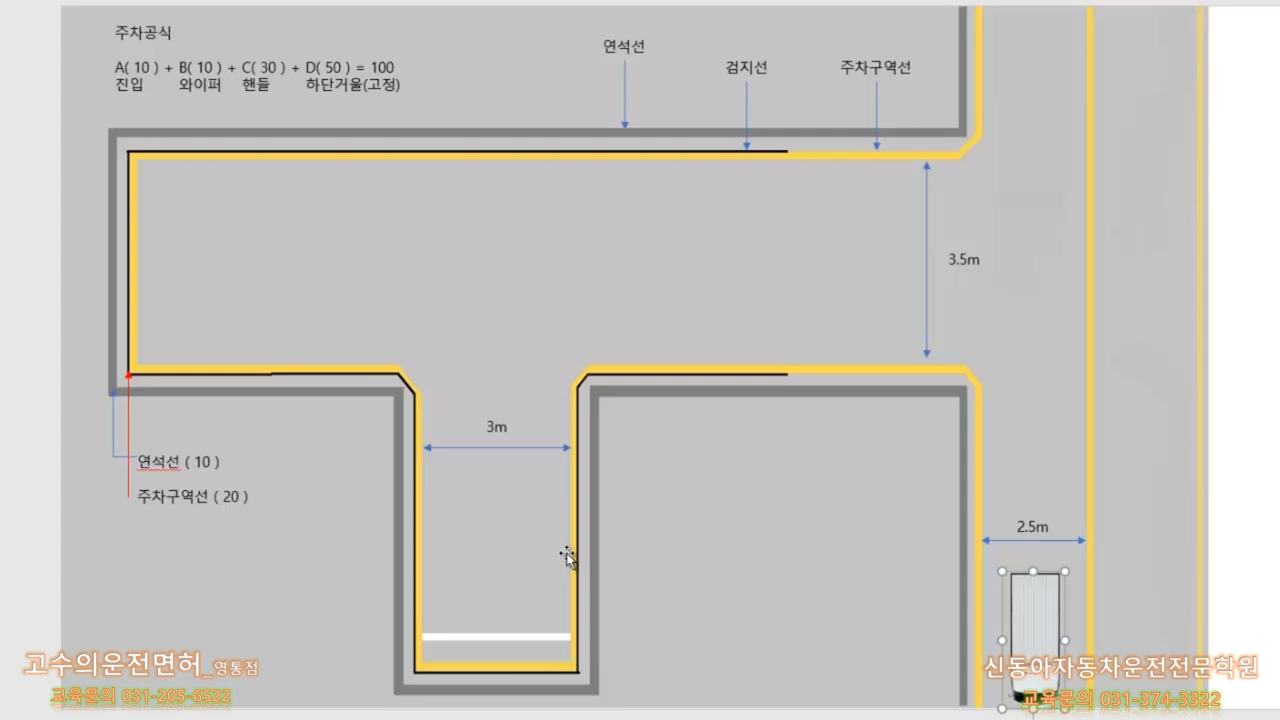 주차공식
A( 10 ) + B( 10 ) + C( 30 ) + D( 50 ) = 100
진입 와이퍼 핸들 하단거울(고정)
연석선
검지선
주차구역선
3.5m
3m
연석선 ( 10 )
주차구역선 ( 20 )
2.5m
고수의운전면허_영통점
교육문의 031-205-6522
신동아자동차운전전문학원
교육문의 031-374-3322